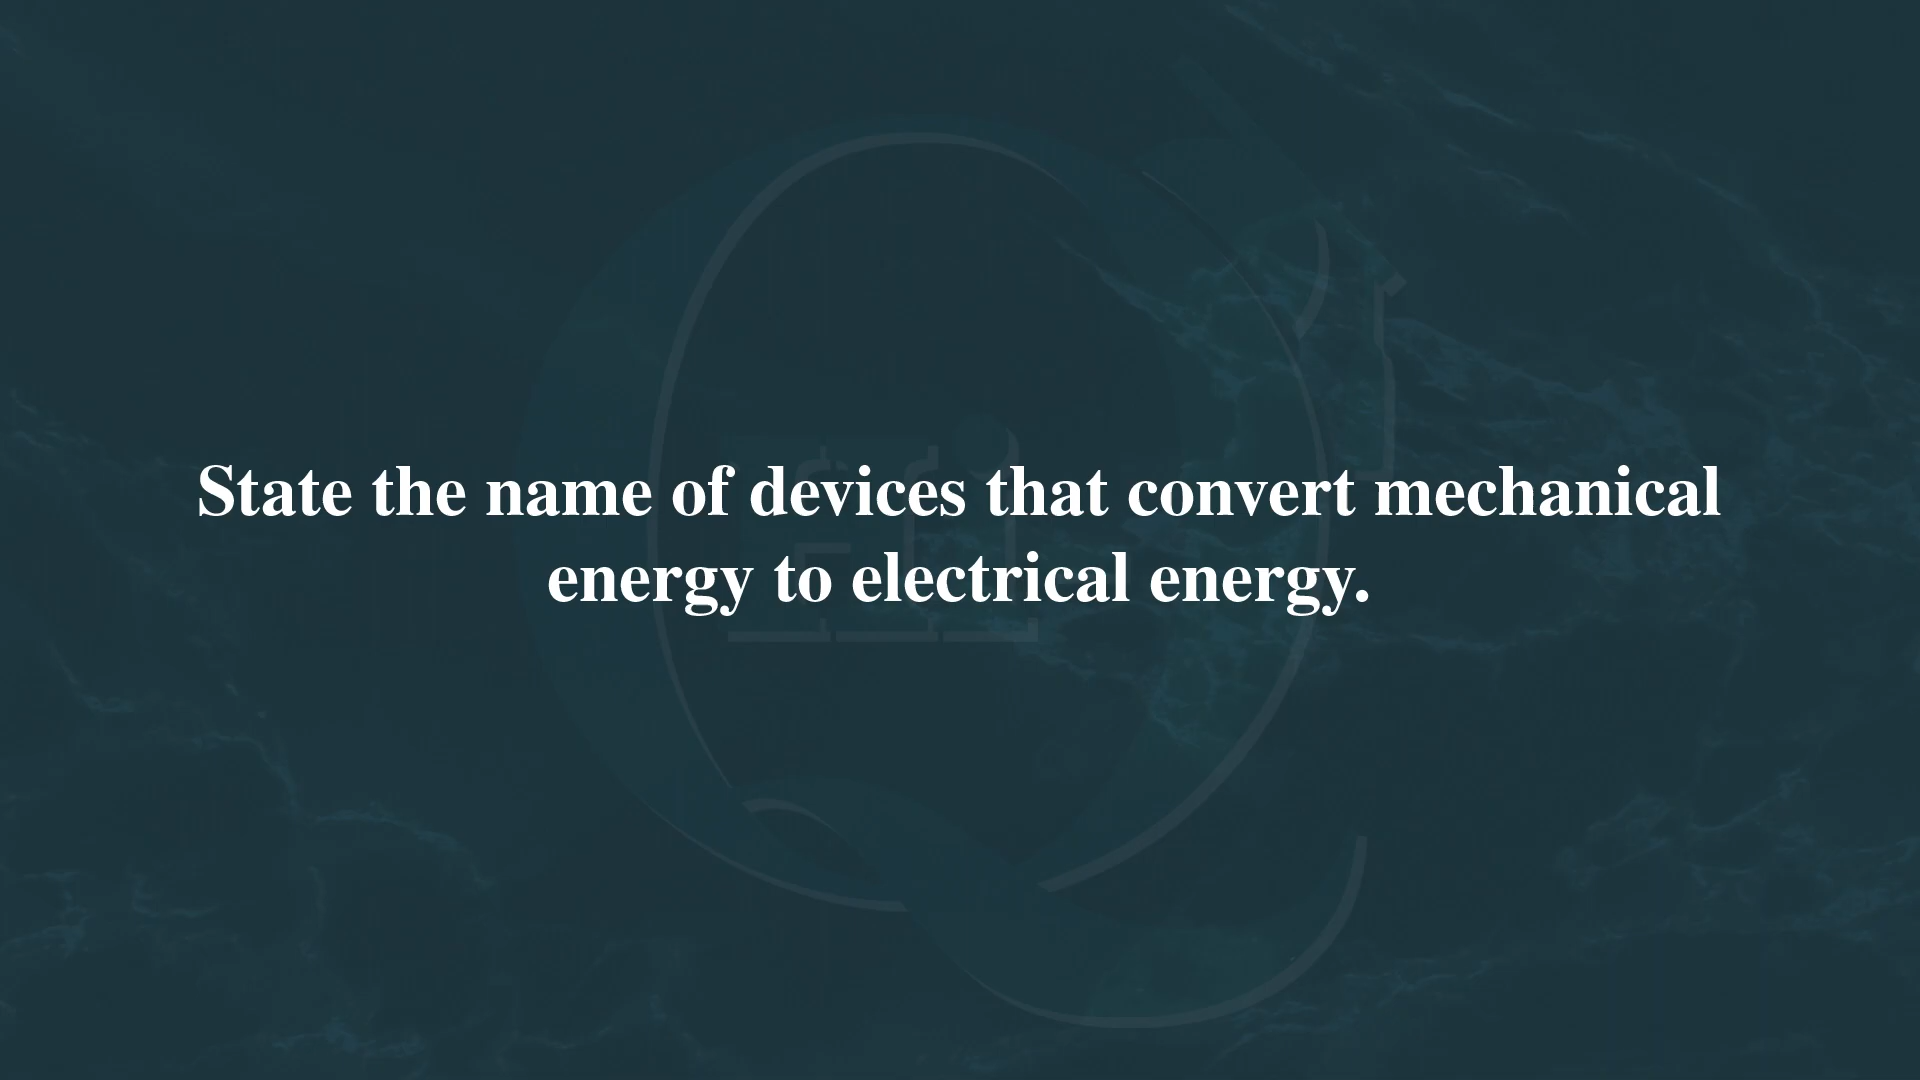 State the name of devices that convert mechanical
energy to electrical energy.